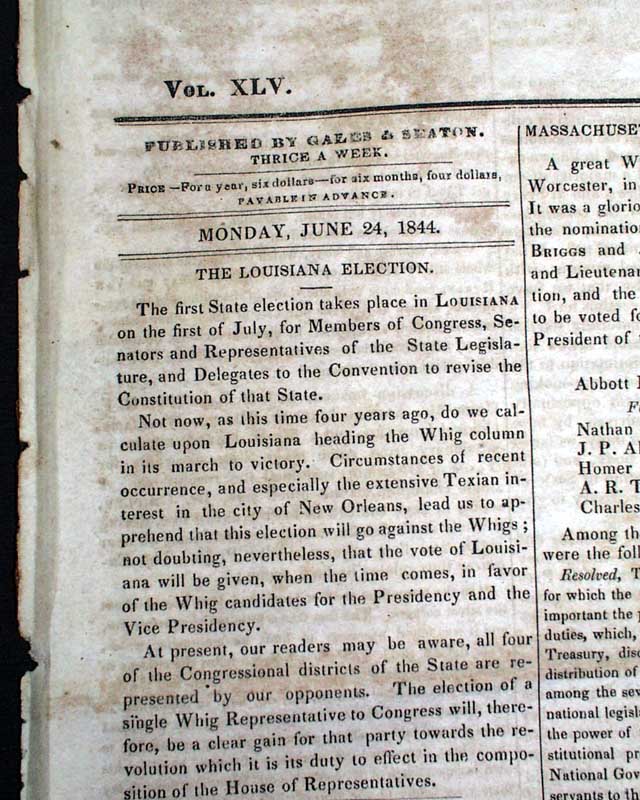 VOL. XLV.
PUBLISHED BY GALES & SEATON.
THRICE A WEEK.
PRICE—For a year, six dollars—for six months, four dollars,
PAYABLE IN ADVANCE.
MONDAY, JUNE 24, 1844.
THE LOUISIANA ELECTION.
The first State election takes place in LOUISIANA
on the first of July, for Members of Congress, Se-
nators and Representatives of the State Legisla-
ture, and Delegates to the Convention to revise the
Constitution of that State.
Not now, as this time four years ago, do we cal-
culate upon Louisiana heading the Whig column
in its march to victory. Circumstances of recent
occurrence, and especially the extensive Texian in-
terest in the city of New Orleans, lead us to ap-
prehend that this election will go against the Whigs;
not doubting, nevertheless, that the vote of Louisi-
ana will be given, when the time comes, in favor
of the Whig candidates for the Presidency and the
Vice Presidency.
At present, our readers may be aware, all four
of the Congressional districts of the State are re-
presented by our opponents. The election of a
single Whig Representative to Congress will, there-
fore, be a clear gain for that party towards the re-
volution which it is its duty to effect in the compo-
sition of the House of Representatives.
MASSACHUSE
A great W
Worcester, in
It was a glorio
the nominatio
BRIGGS and
and Lieutena
tion, and the
to be voted fo
President of
Abbott
Nathan
J. P. Al
Homer
A. R. T
Charles
Among th
were the foll
Resolved, T
for which the
important the
duties, which,
Treasury, disc
distribution of
among the sev
national legisl
the power of
stitutional pr
National Gov
servants to th